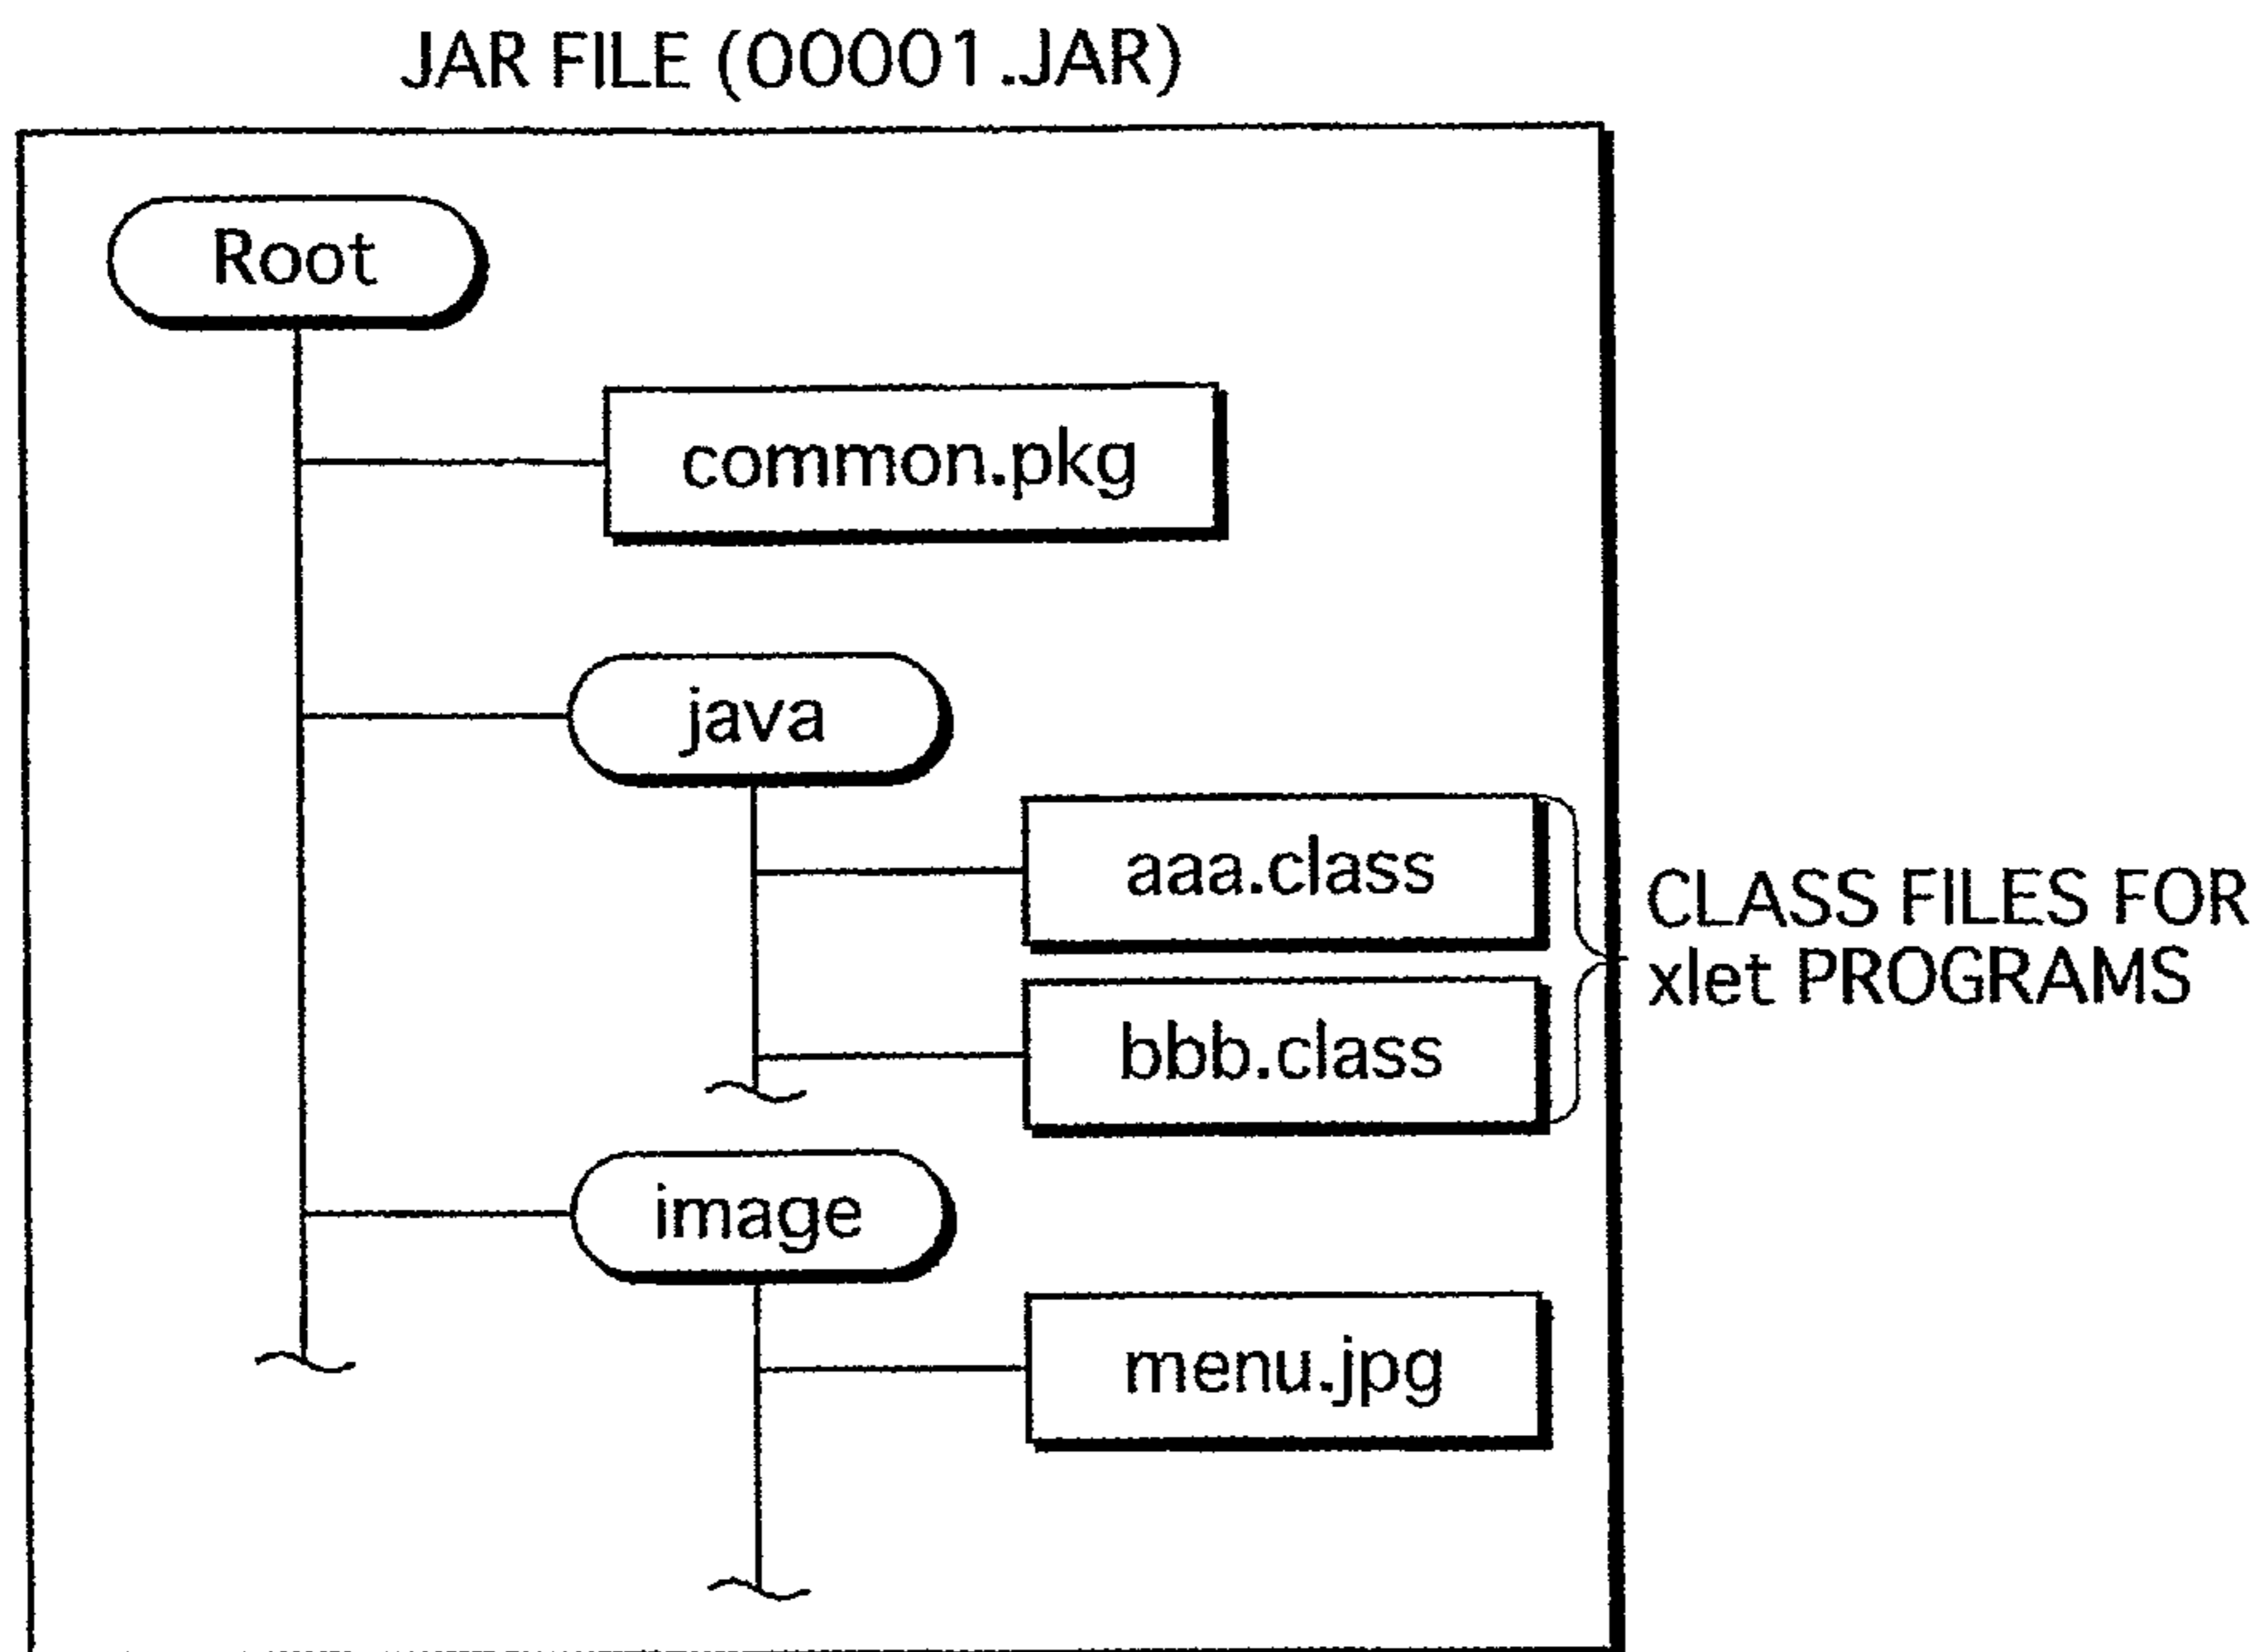 JAR FILE (00001.JAR)
Root
common.pkg
java
aaa.class
bbb.class
CLASS FILES FOR
xlet PROGRAMS
image
menu.jpg